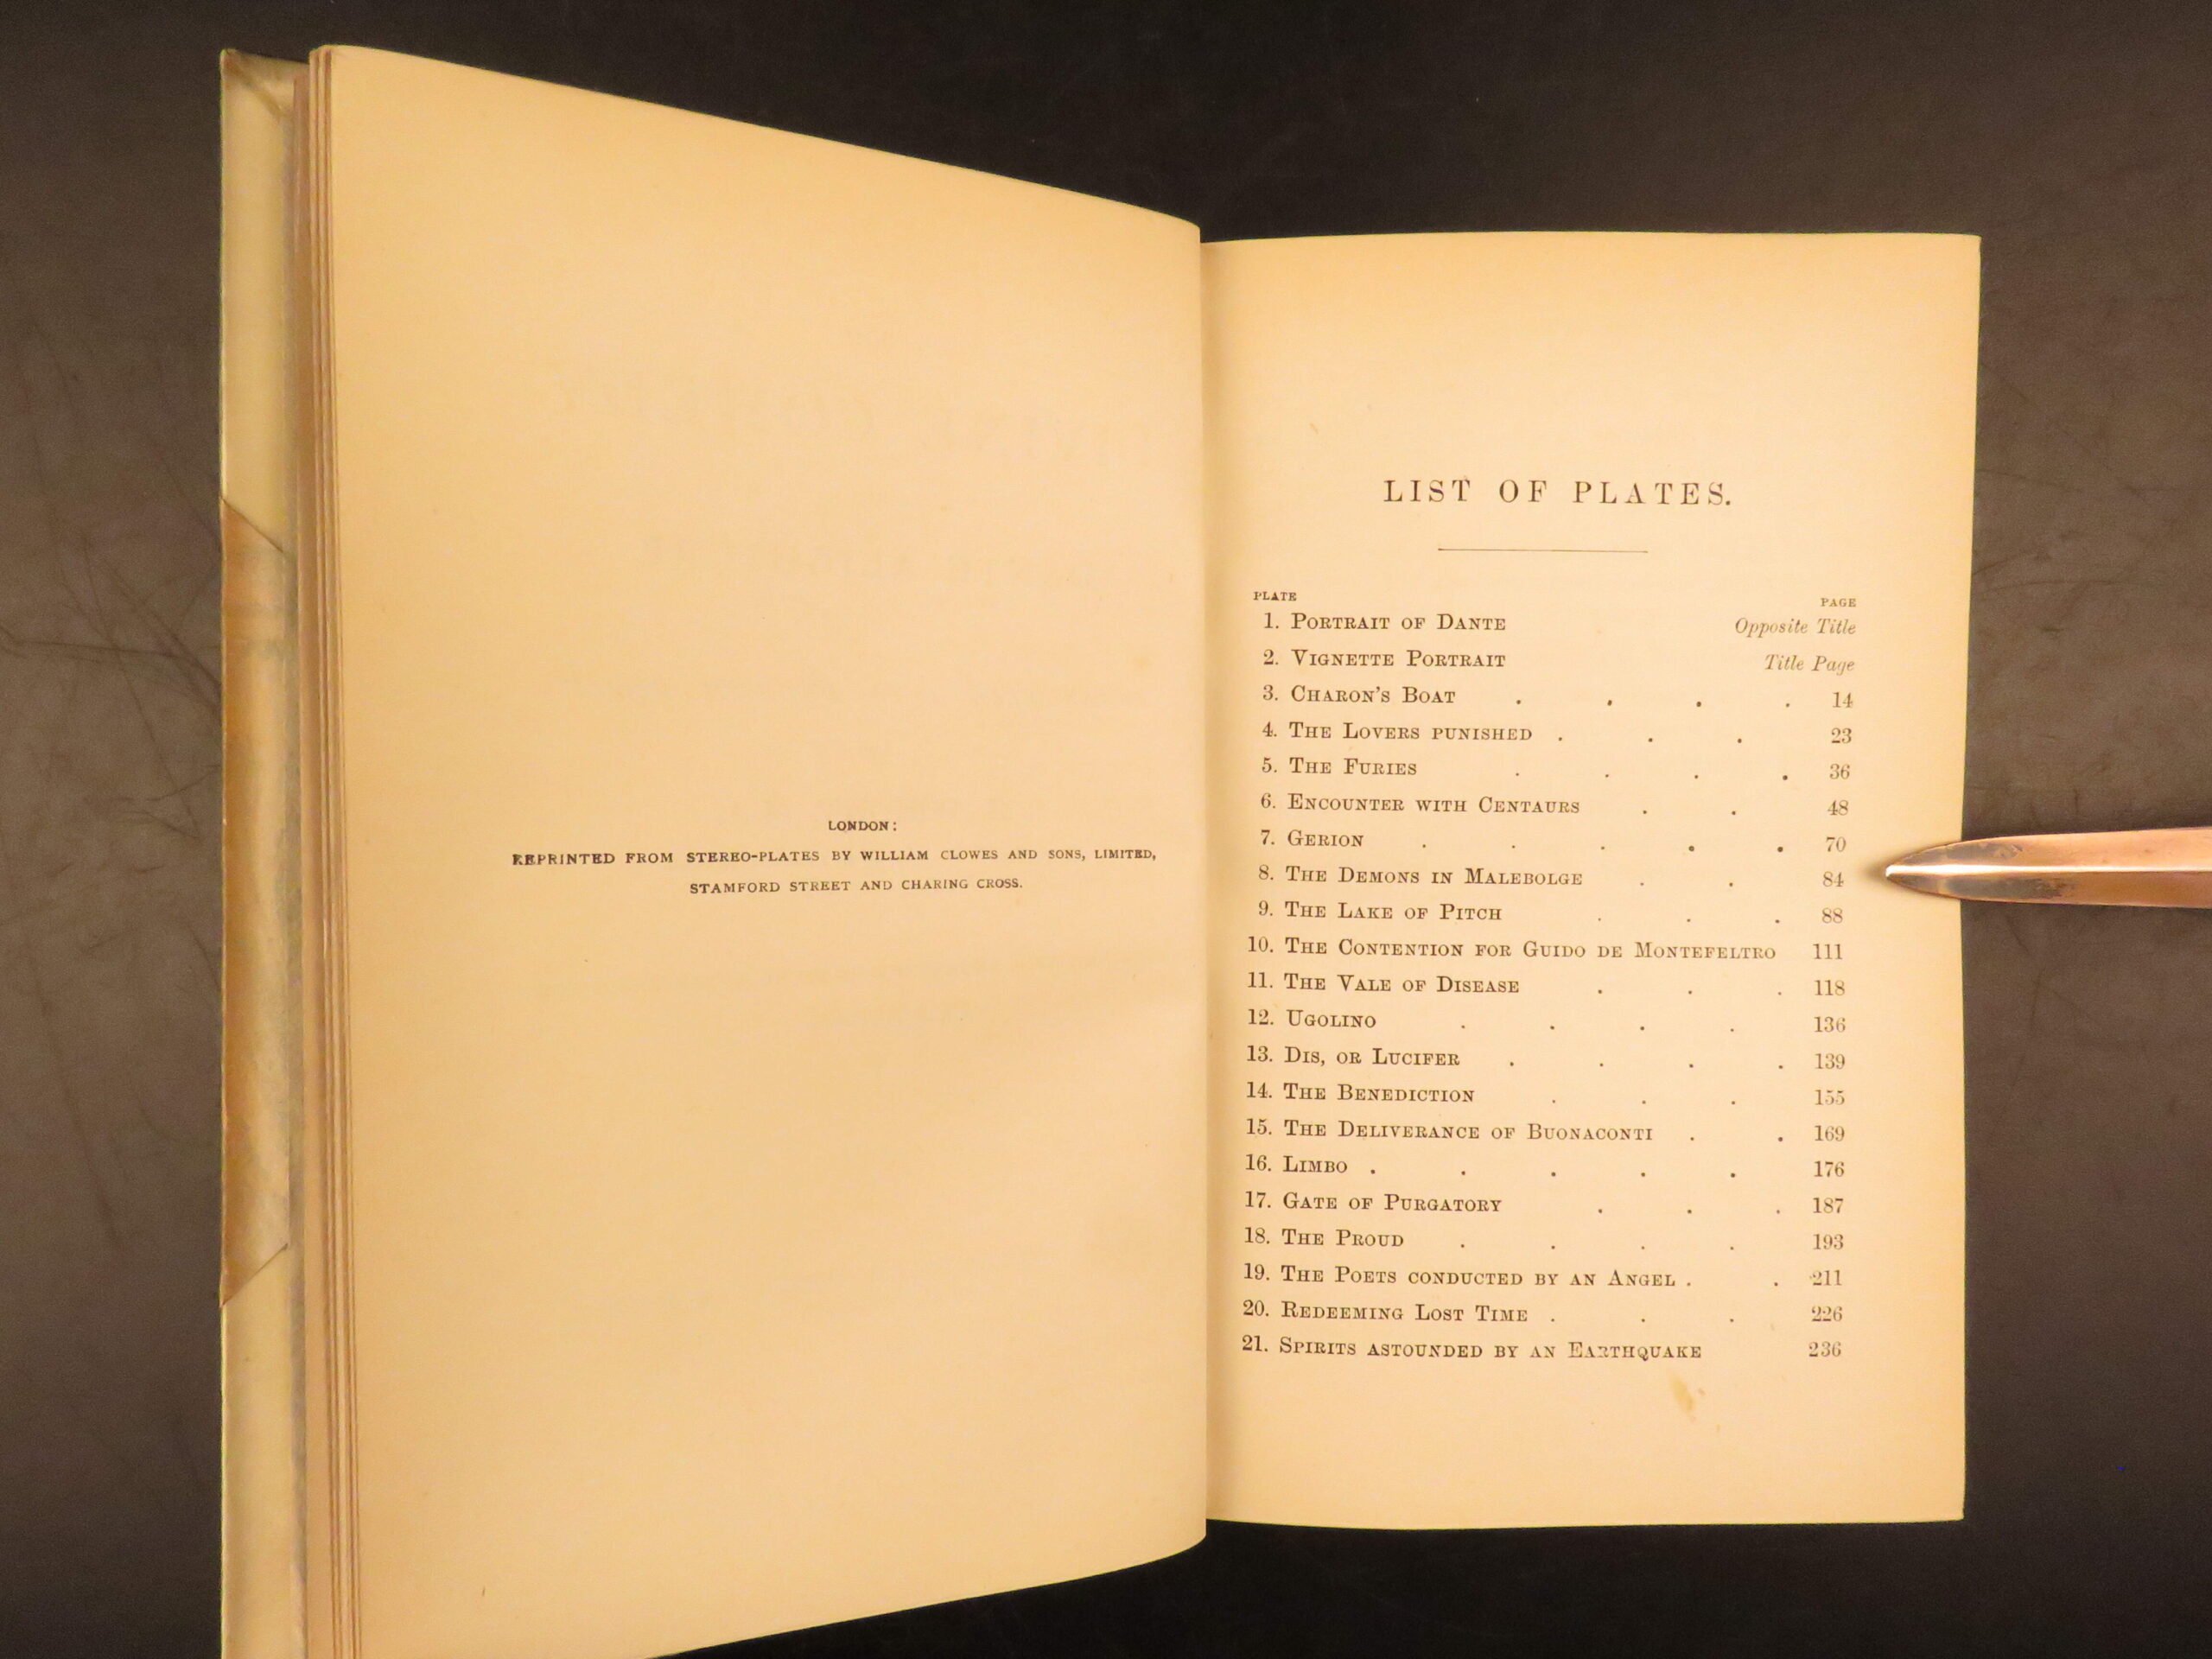 LONDON:
REPRINTED FROM STEREO-PLATES BY WILLIAM CLOWES AND SONS, LIMITED,
STAMFORD STREET AND CHARING CROSS.
LIST OF PLATES.
PLATE PAGE
1. PORTRAIT OF DANTE Opposite Title
2. VIGNETTE PORTRAIT Title Page
3. CHARON'S BOAT . . . . 14
4. THE LOVERS PUNISHED . . . 23
5. THE FURIES . . . . 36
6. ENCOUNTER WITH CENTAURS . . 48
7. GERION . . . . . 70
8. THE DEMONS IN MALEBOLGE . . 84
9. THE LAKE OF PITCH . . . 88
10. THE CONTENTION FOR GUIDO DE MONTEFELTRO 111
11. THE VALE OF DISEASE . . . 118
12. UGOLINO . . . . 136
13. DIS, OR LUCIFER . . . . 139
14. THE BENEDICTION . . . 155
15. THE DELIVERANCE OF BUONACONTI . . 169
16. LIMBO . . . . . 176
17. GATE OF PURGATORY . . . 187
18. THE PROUD . . . . 193
19. THE POETS CONDUCTED BY AN ANGEL . . 211
20. REDEEMING LOST TIME . . . 226
21. SPIRITS ASTOUNDED BY AN EARTHQUAKE 236